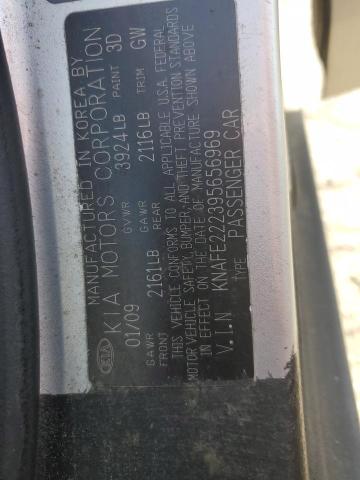 MANUFACTURED IN KOREA BY
KIA KIA MOTORS CORPORATION
01/09 GVWR 3924LB PAINT 3D
GAWR FRONT 2161LB GAWR REAR 2116LB TRIM GW
THIS VEHICLE CONFORMS TO ALL APPLICABLE U.S.A. FEDERAL
MOTOR VEHICLE SAFETY, BUMPER, AND THEFT PREVENTION STANDARDS
IN EFFECT ON THE DATE OF MANUFACTURE SHOWN ABOVE
V.I.N KNAFE222395656969
TYPE PASSENGER CAR